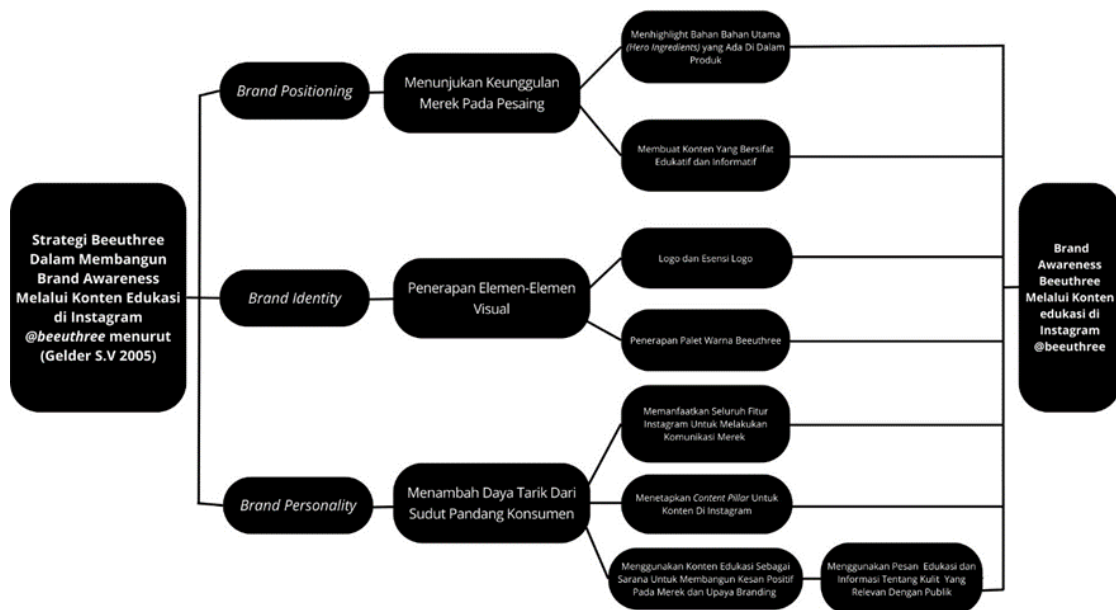 Strategi Beeuthree
Dalam Membangun
Brand Awareness
Melalui Konten Edukasi
di Instagram
@beeuthree menurut
(Gelder S.V 2005)
Brand Positioning
Menunjukan Keunggulan
Merek Pada Pesaing
Menhighlight Bahan Bahan Utama
(Hero Ingredients) yang Ada Di Dalam
Produk
Membuat Konten Yang Bersifat
Edukatif dan Informatif
Brand Identity
Penerapan Elemen-Elemen
Visual
Logo dan Esensi Logo
Penerapan Palet Warna Beeuthree
Brand Personality
Menambah Daya Tarik Dari
Sudut Pandang Konsumen
Memanfaatkan Seluruh Fitur
Instagram Untuk Melakukan
Komunikasi Merek
Menetapkan Content Pillar Untuk
Konten Di Instagram
Menggunakan Konten Edukasi Sebagai
Sarana Untuk Membangun Kesan Positif
Pada Merek dan Upaya Branding
Menggunakan Pesan Edukasi dan
Informasi Tentang Kulit Yang
Relevan Dengan Publik
Brand
Awareness
Beeuthree
Melalui Konten
edukasi di
Instagram
@beeuthree